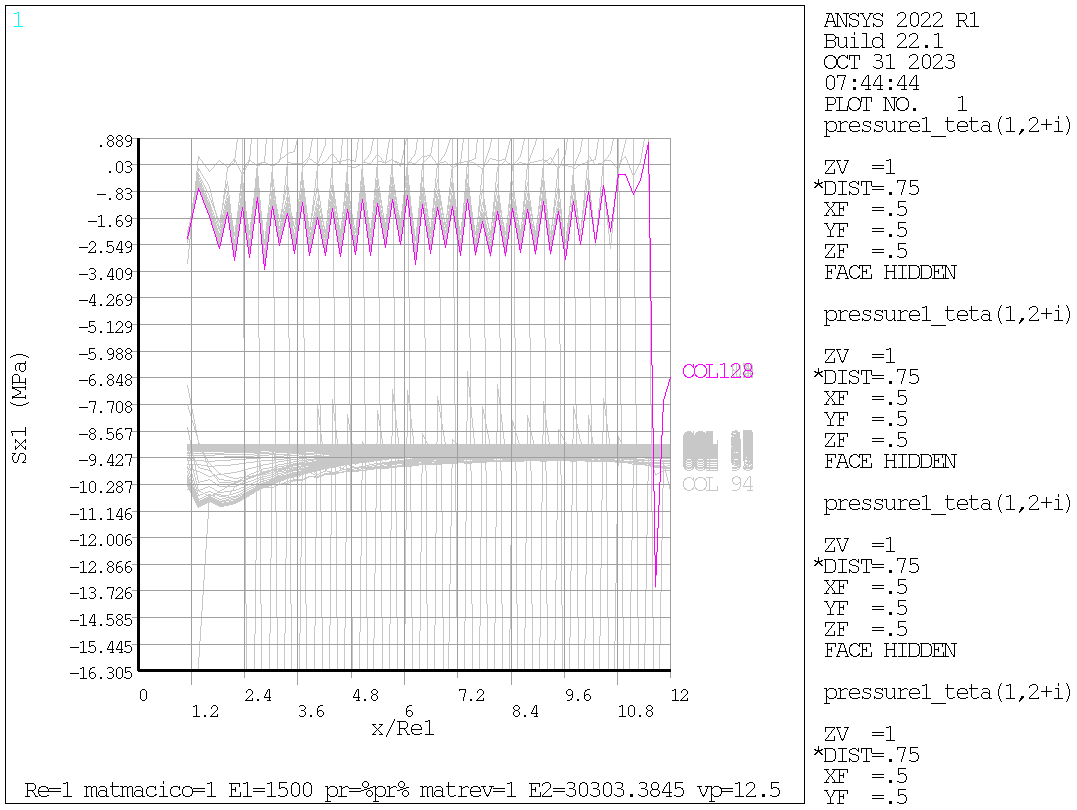 1
ANSYS 2022 R1
Build 22.1
OCT 31 2023
07:44:44
PLOT NO. 1
pressure1_teta(1,2+i)
ZV =1
*DIST=.75
XF =.5
YF =.5
ZF =.5
FACE HIDDEN
pressure1_teta(1,2+i)
ZV =1
*DIST=.75
XF =.5
YF =.5
ZF =.5
FACE HIDDEN
pressure1_teta(1,2+i)
ZV =1
*DIST=.75
XF =.5
YF =.5
ZF =.5
FACE HIDDEN
pressure1_teta(1,2+i)
ZV =1
*DIST=.75
XF =.5
YF =.5
.889
.03
-.83
-1.69
-2.549
-3.409
-4.269
-5.129
-5.988
-6.848
-7.708
-8.567
-9.427
-10.287
-11.146
-12.006
-12.866
-13.726
-14.585
-15.445
-16.305
Sx1 (MPa)
COL
COL 94
0 2.4 4.8 7.2 9.6 12
1.2 3.6 6 8.4 10.8
x/Re1
Re=1 matmacico=1 E1=1500 pr=%pr% matrev=1 E2=30303.3845 vp=12.5